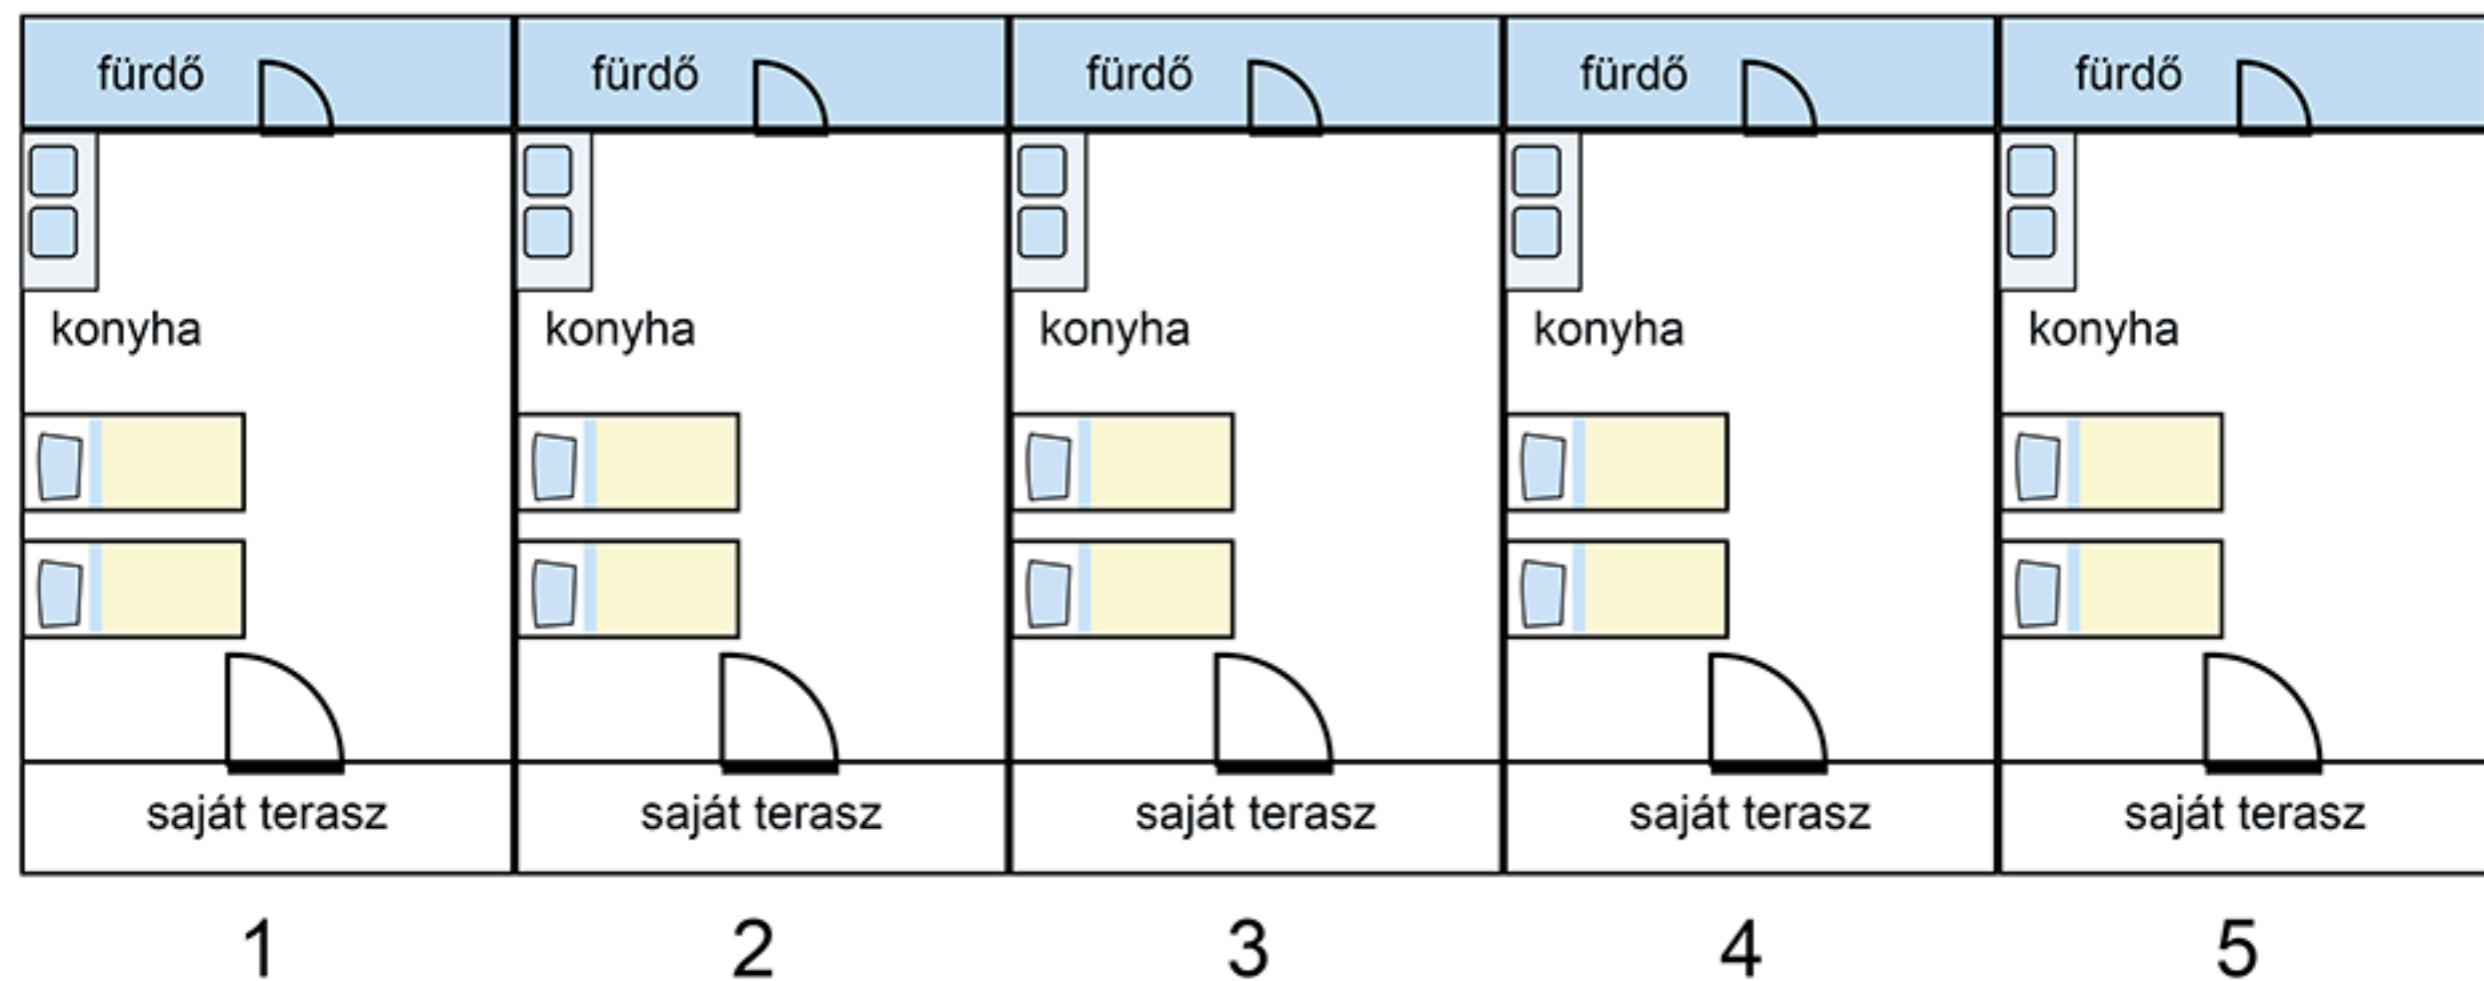 fürdő fürdő fürdő fürdő fürdő
konyha konyha konyha konyha konyha
saját terasz saját terasz saját terasz saját terasz saját terasz
1 2 3 4 5